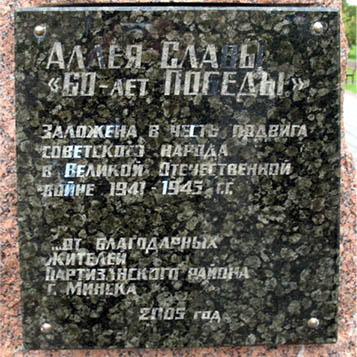 Аллея Славы
«60-лет Победы»
Заложена в честь подвига
советского народа
в Великой Отечественной
войне 1941-1945 гг.
...от благодарных
жителей
Партизанского района
г. Минска
2005 год